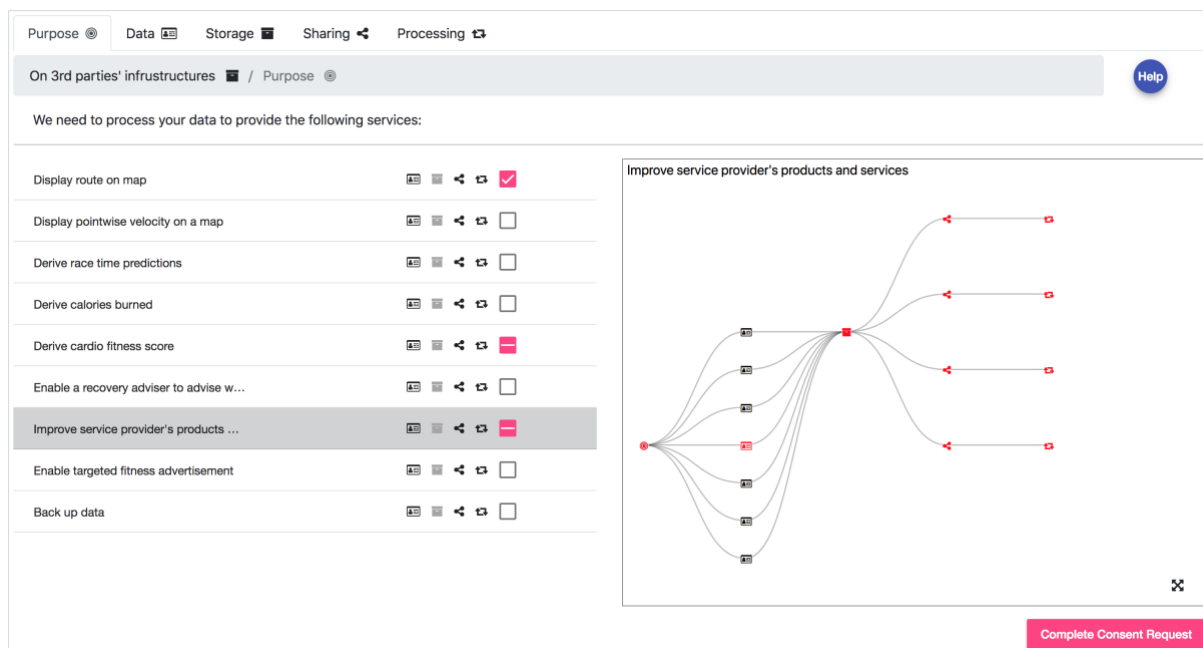 Purpose
Data
Storage
Sharing
Processing
On 3rd parties' infrustructures / Purpose
Help
We need to process your data to provide the following services:
Display route on map
Display pointwise velocity on a map
Derive race time predictions
Derive calories burned
Derive cardio fitness score
Enable a recovery adviser to advise w...
Improve service provider's products ...
Enable targeted fitness advertisement
Back up data
Improve service provider's products and services
Complete Consent Request